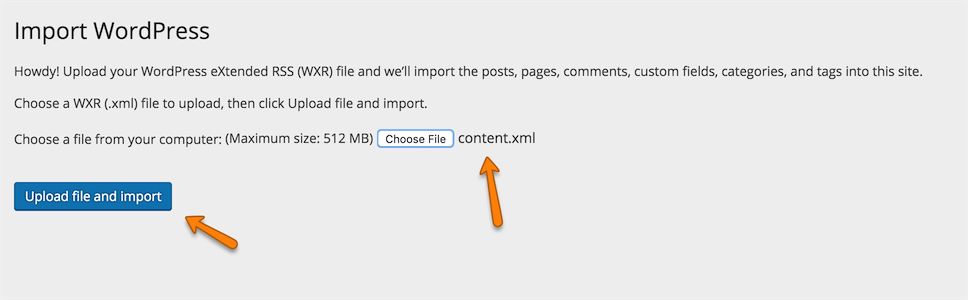 Import WordPress
Howdy! Upload your WordPress eXtended RSS (WXR) file and we'll import the posts, pages, comments, custom fields, categories, and tags into this site.
Choose a WXR (.xml) file to upload, then click Upload file and import.
Choose a file from your computer: (Maximum size: 512 MB) Choose File content.xml
Upload file and import